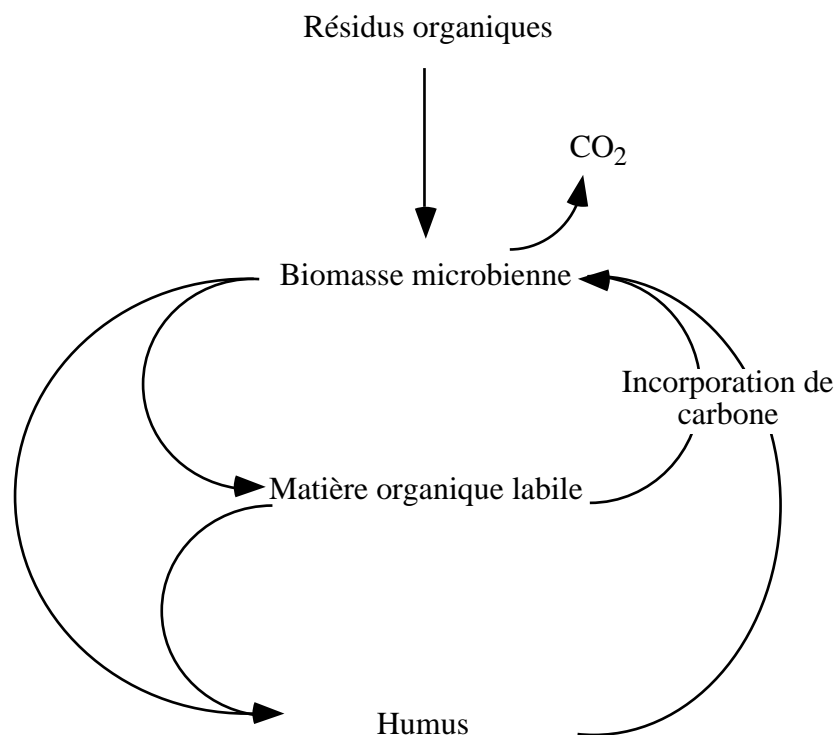 Résidus organiques
CO₂
Biomasse microbienne
Incorporation de
carbone
Matière organique labile
Humus